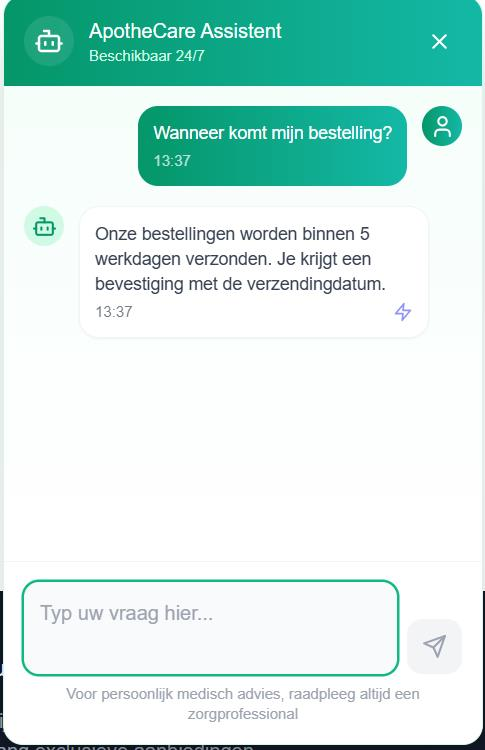 ApotheCare Assistent
Beschikbaar 24/7
Wanneer komt mijn bestelling?
13:37
Onze bestellingen worden binnen 5
werkdagen verzonden. Je krijgt een
bevestiging met de verzendingdatum.
13:37
Typ uw vraag hier...
Voor persoonlijk medisch advies, raadpleeg altijd een
zorgprofessional